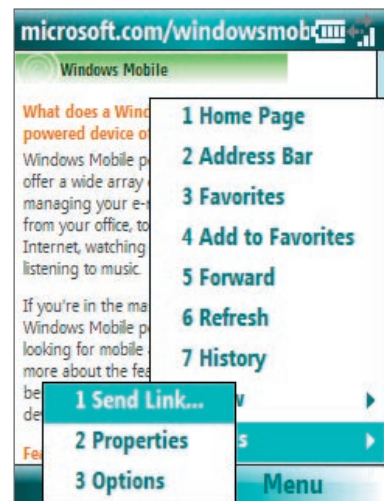 microsoft.com/windowsmob
Windows Mobile
What does a Wind
powered device of
Windows Mobile p
offer a wide array
managing your e-
from your office, to
Internet, watching
listening to music.
If you're in the ma
Windows Mobile p
looking for mobile
more about the fea
be
de
Fea
1 Home Page
2 Address Bar
3 Favorites
4 Add to Favorites
5 Forward
6 Refresh
7 History
1 Send Link...
2 Properties
3 Options
s
Menu